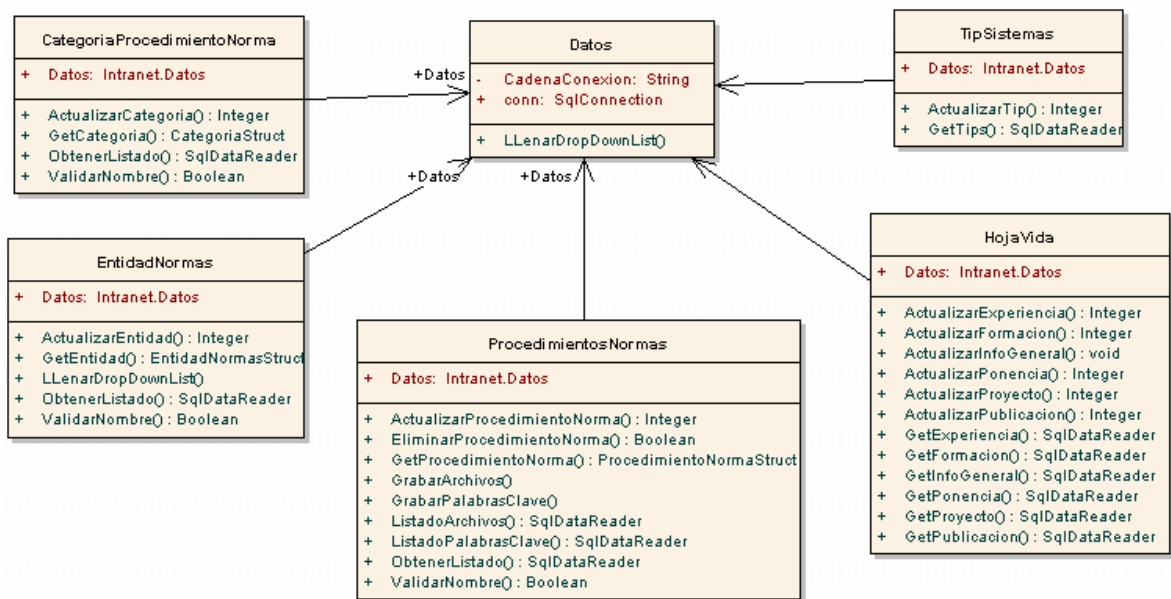 CategoriaProcedimientoNorma
+ Datos: Intranet.Datos
+ ActualizarCategoria() : Integer
+ GetCategoria() : CategoriaStruct
+ ObtenerListado() : SqlDataReader
+ ValidarNombre() : Boolean
+Datos
Datos
- CadenaConexion: String
+ conn: SqlConnection
+ LLenarDropDownList()
TipSistemas
+ Datos: Intranet.Datos
+ ActualizarTip() : Integer
+ GetTips() : SqlDataReader
+Datos
+Datos
EntidadNormas
+ Datos: Intranet.Datos
+ ActualizarEntidad() : Integer
+ GetEntidad() : EntidadNormasStruct
+ LLenarDropDownList()
+ ObtenerListado() : SqlDataReader
+ ValidarNombre() : Boolean
ProcedimientosNormas
+ Datos: Intranet.Datos
+ ActualizarProcedimientoNorma() : Integer
+ EliminarProcedimientoNorma() : Boolean
+ GetProcedimientoNorma() : ProcedimientoNormaStruct
+ GrabarArchivos()
+ GrabarPalabrasClave()
+ ListadoArchivos() : SqlDataReader
+ ListadoPalabrasClave() : SqlDataReader
+ ObtenerListado() : SqlDataReader
+ ValidarNombre() : Boolean
HojaVida
+ Datos: Intranet.Datos
+ ActualizarExperiencia() : Integer
+ ActualizarFormacion() : Integer
+ ActualizarInfoGeneral() : void
+ ActualizarPonencia() : Integer
+ ActualizarProyecto() : Integer
+ ActualizarPublicacion() : Integer
+ GetExperiencia() : SqlDataReader
+ GetFormacion() : SqlDataReader
+ GetInfoGeneral() : SqlDataReader
+ GetPonencia() : SqlDataReader
+ GetProyecto() : SqlDataReader
+ GetPublicacion() : SqlDataReader